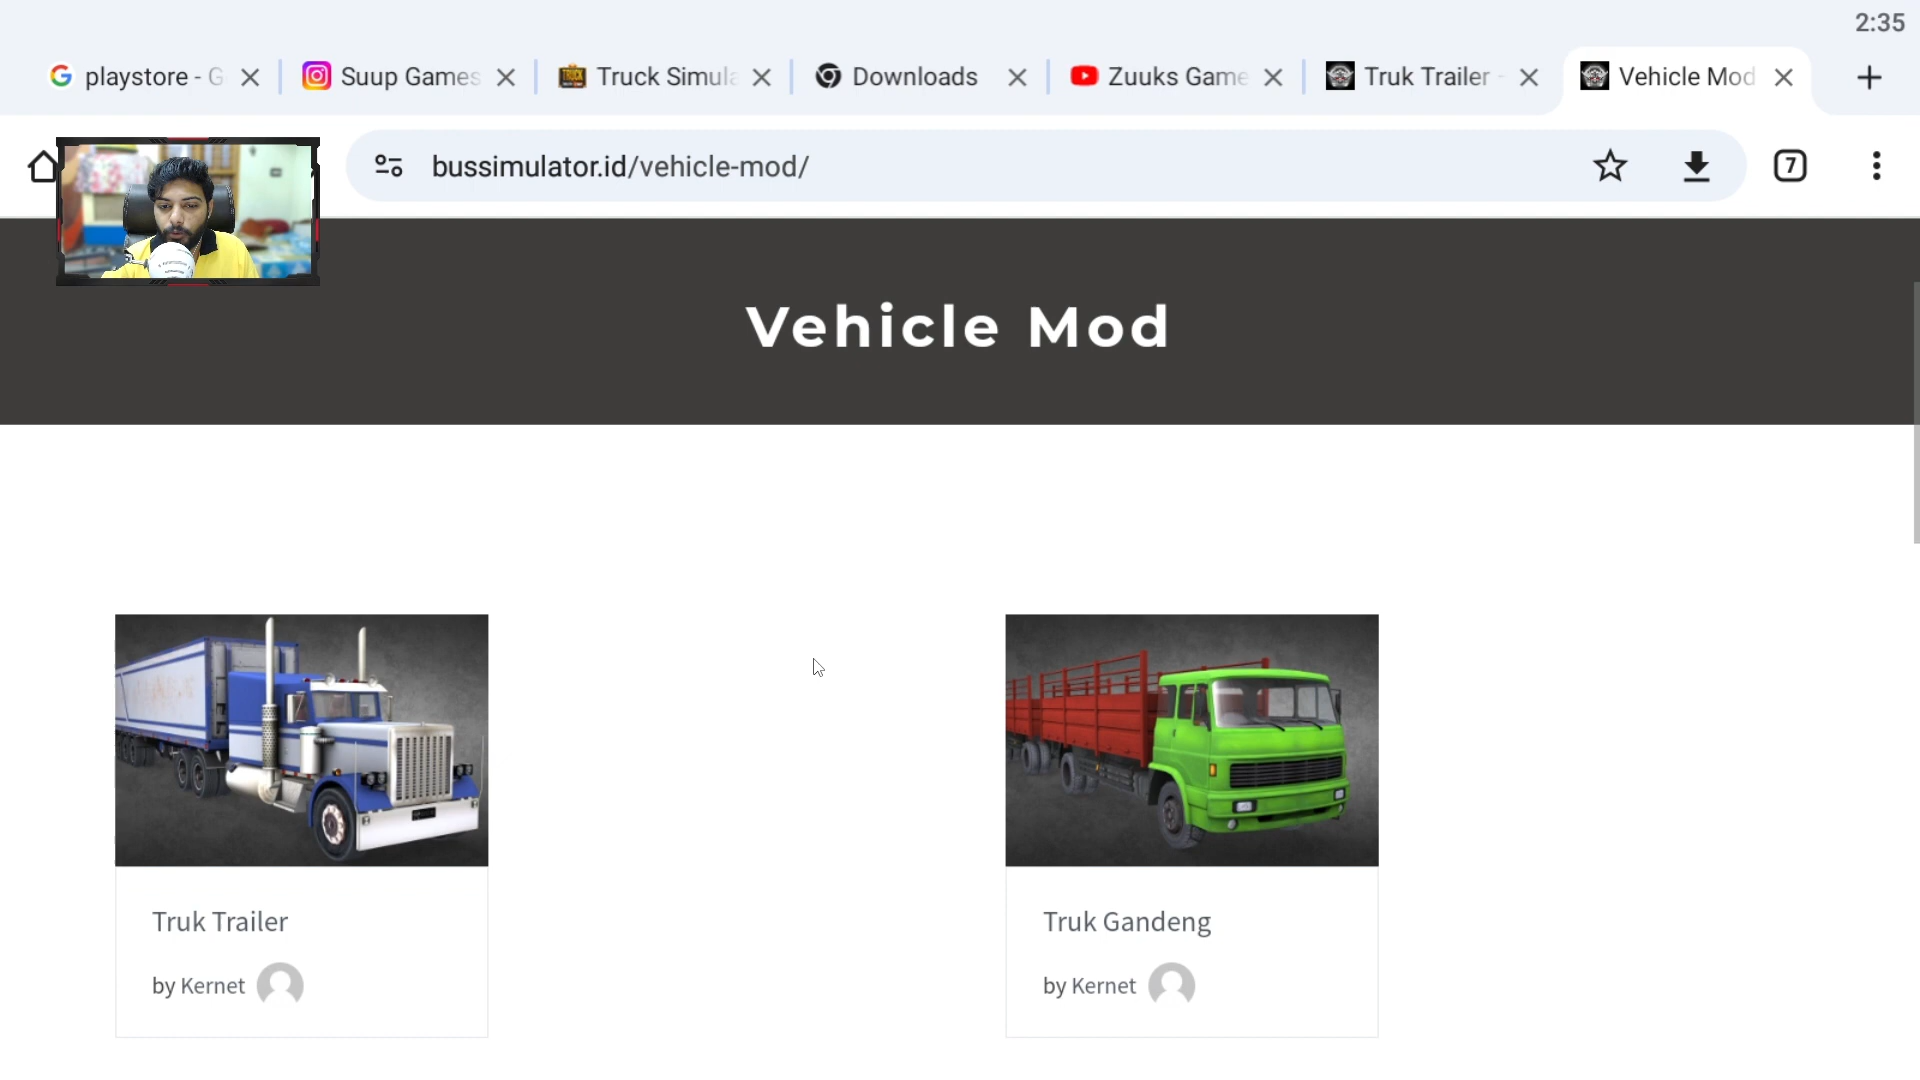 2:35
playstore - G
Suup Games
Truck Simula
Downloads
Zuuks Game
Truk Trailer -
Vehicle Mod
bussimulator.id/vehicle-mod/
7
Vehicle Mod
Truk Trailer
by Kernet
Truk Gandeng
by Kernet